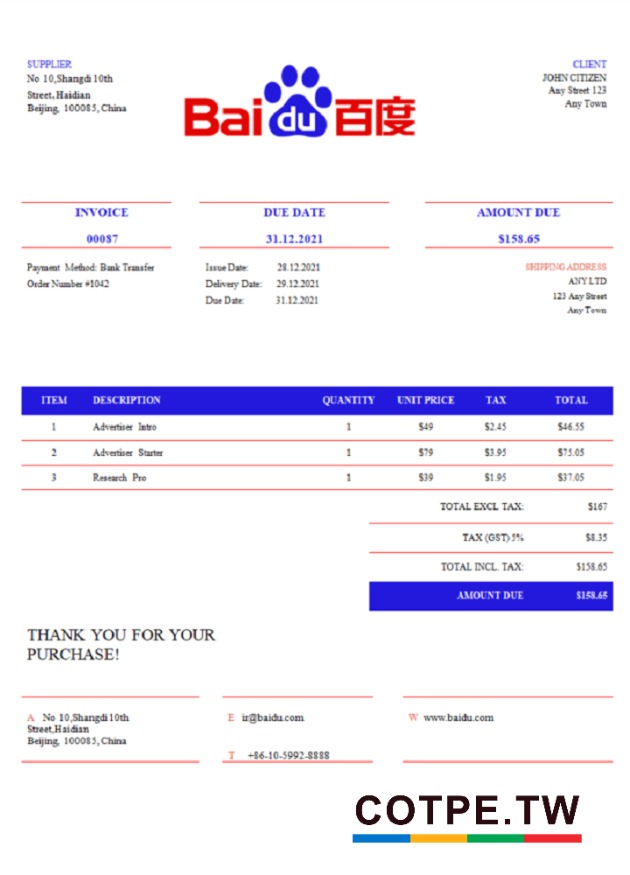 SUPPLIER
No 10,Shangdi 10th
Street, Haidian
Beijing, 100085, China
Baidu百度
CLIENT
JOHN CITIZEN
Any Street 123
Any Town
INVOICE
00087
DUE DATE
31.12.2021
AMOUNT DUE
$158.65
Payment Method: Bank Transfer
Order Number #1042
Issue Date: 28.12.2021
Delivery Date: 29.12.2021
Due Date: 31.12.2021
SHIPPING ADDRESS
ANY LTD
123 Any Street
Any Town
ITEM DESCRIPTION QUANTITY UNIT PRICE TAX TOTAL
1 Advertiser Intro 1 $49 $2.45 $46.55
2 Advertiser Starter 1 $79 $3.95 $75.05
3 Research Pro 1 $39 $1.95 $37.05
TOTAL EXCL TAX: $167
TAX (GST) 5% $8.35
TOTAL INCL. TAX: $158.65
AMOUNT DUE $158.65
THANK YOU FOR YOUR
PURCHASE!
A No 10,Shangdi 10th
Street,Haidian
Beijing, 100085, China
E ir@baidu.com
T +86-10-5992-8888
W www.baidu.com
COTPE.TW